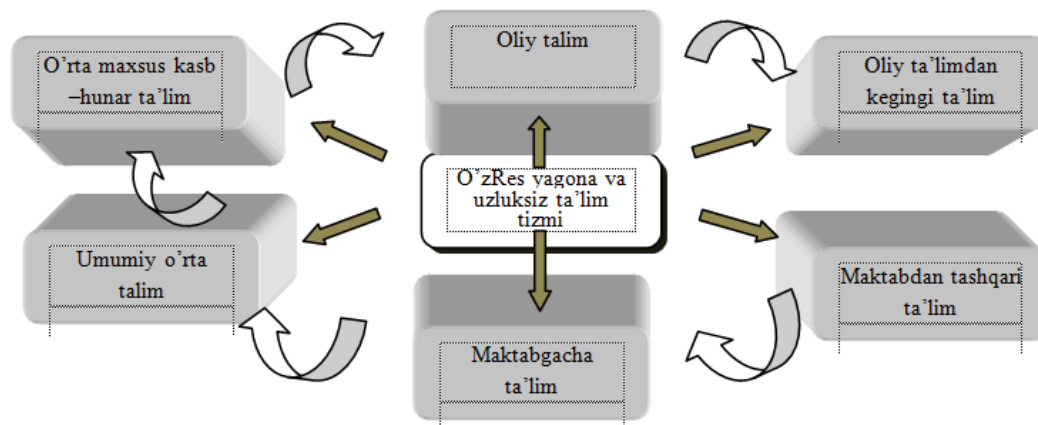 Oliy talim
O’rta maxsus kasb
–hunar ta’lim
Oliy ta’limdan
kegingi ta’lim
O’zRes yagona va
uzluksiz ta’lim
tizmi
Umumiy o’rta
talim
Maktabdan tashqari
ta’lim
Maktabgacha
ta’lim